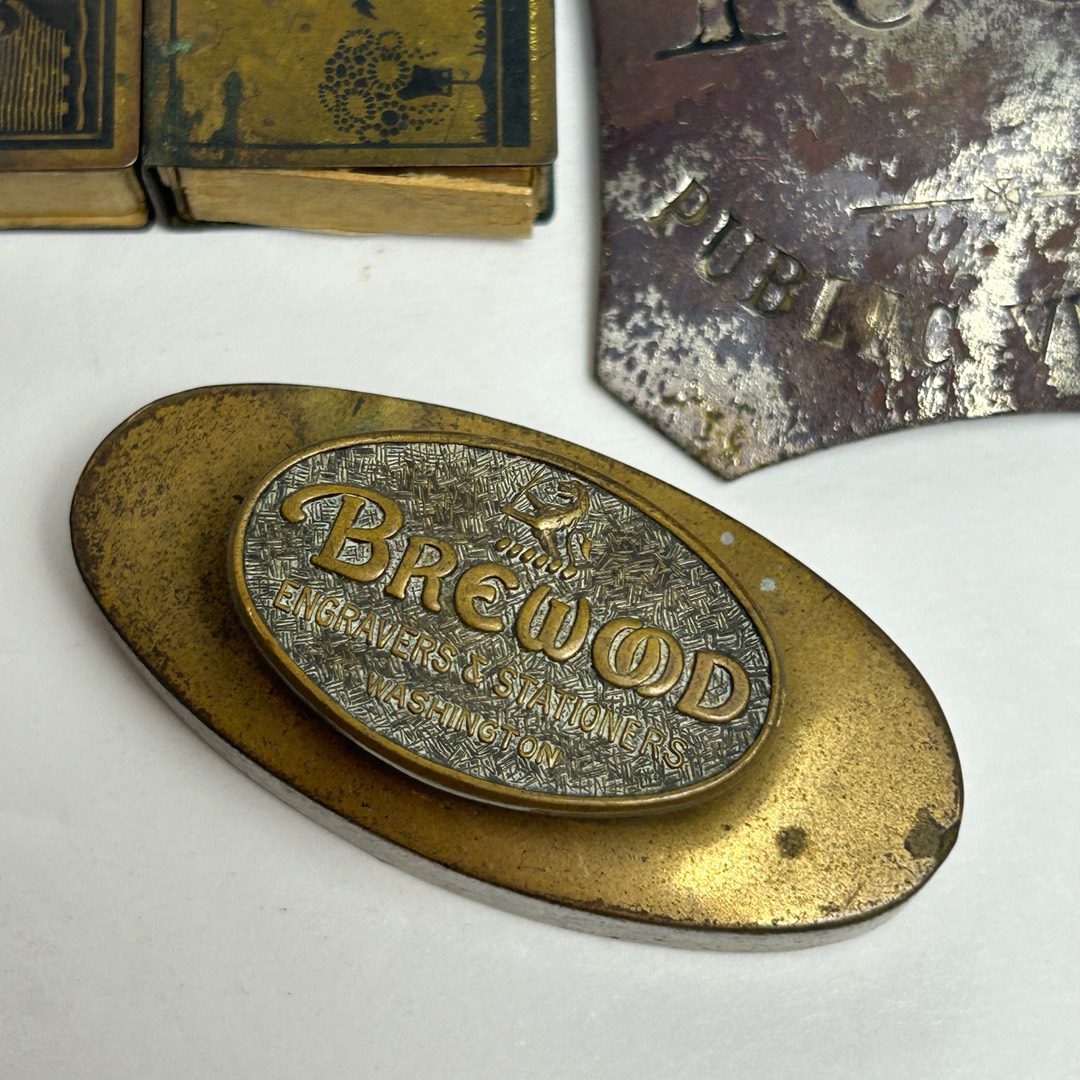 PUBLIC
BREWOOD
ENGRAVERS & STATIONERS
WASHINGTON